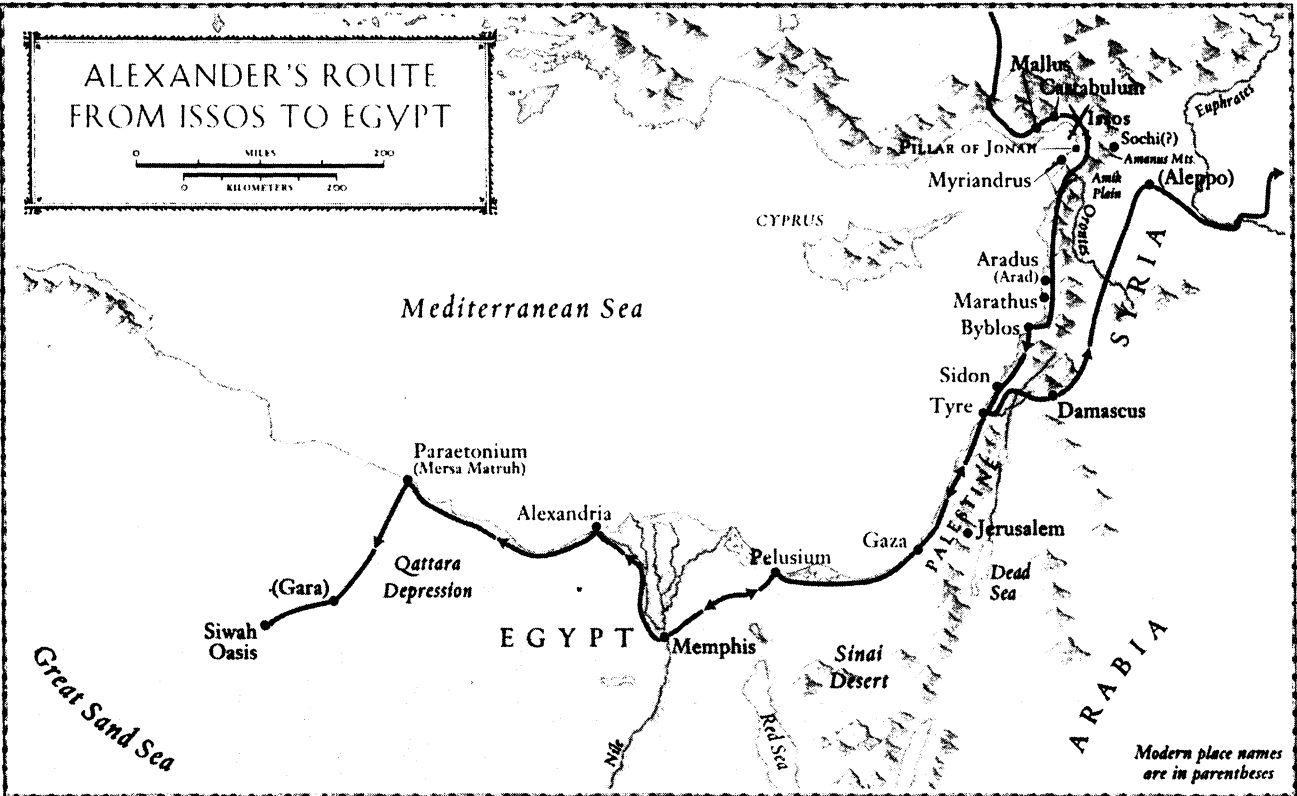 ALEXANDER'S ROUTE
FROM ISSOS TO EGYPT
0 MILES 200
0 KILOMETERS 200
Mallus
Castabulum
Issos
Euphrates
PILLAR OF JONAH
Sochi(?)
Amanus Mts.
Myriandrus
Amik
Plain
(Aleppo)
CYPRUS
Orontes
SYRIA
Aradus
(Arad)
Marathus
Byblos
Mediterranean Sea
Sidon
Tyre
Damascus
Paraetonium
(Mersa Matruh)
PALESTINE
Alexandria
Jerusalem
Gaza
Pelusium
Qattara
Depression
Dead
Sea
(Gara)
Siwah
Oasis
EGYPT
Memphis
Sinai
Desert
ARABIA
Great Sand Sea
Nile
Red Sea
Modern place names
are in parentheses